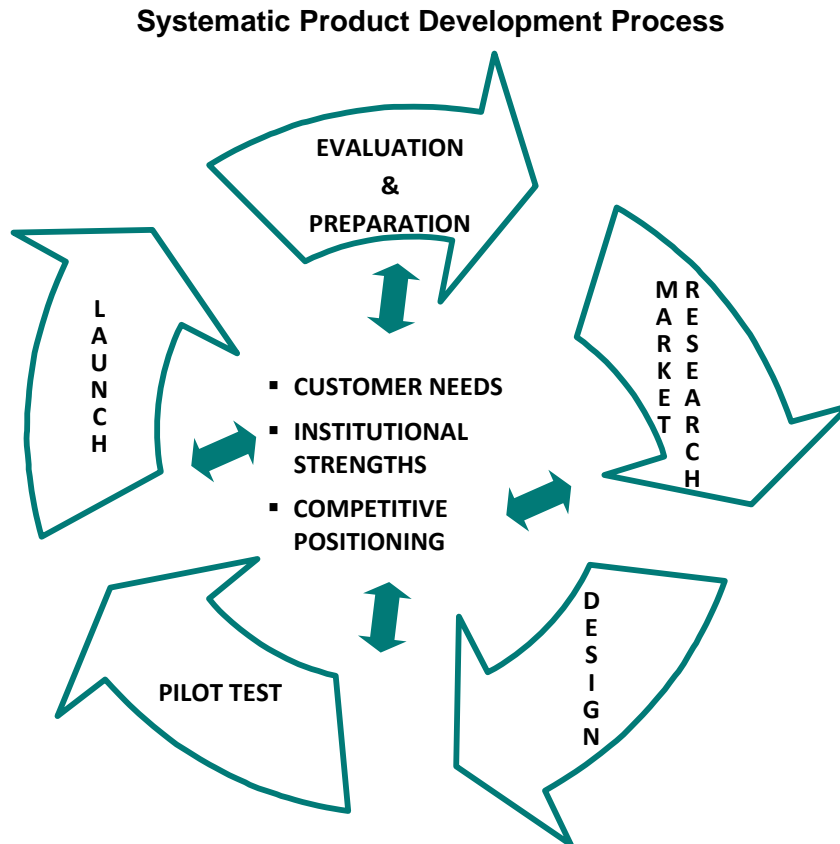 Systematic Product Development Process
EVALUATION
&
PREPARATION
MARKET
RESEARCH
DESIGN
PILOT TEST
LAUNCH
▪ CUSTOMER NEEDS
▪ INSTITUTIONAL
STRENGTHS
▪ COMPETITIVE
POSITIONING